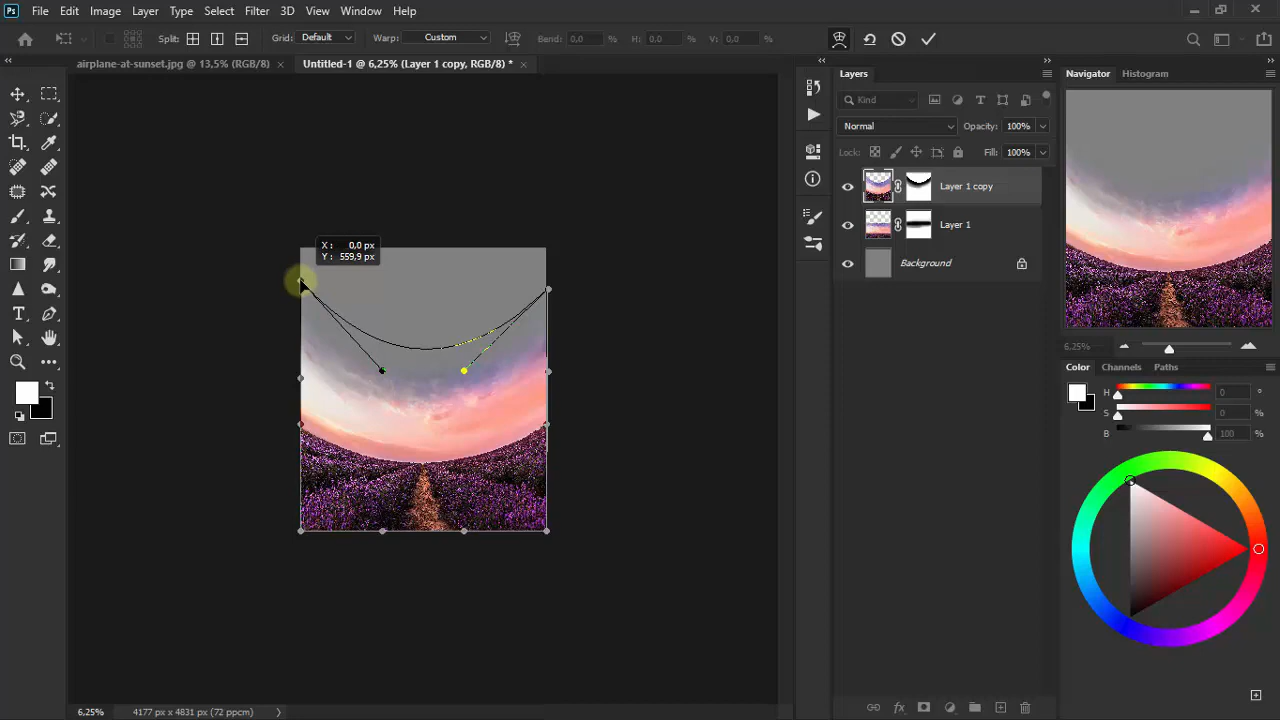 Ps File Edit Image Layer Type Select Filter 3D View Window Help
Split: Grid: Default Warp: Custom Bend: 0,0 % H: 0,0 % V: 0,0 %
airplane-at-sunset.jpg @ 13,5% (RGB/8) × Untitled-1 @ 6,25% (Layer 1 copy, RGB/8) * ×
Layers
Kind
Normal Opacity: 100%
Lock: Fill: 100%
Layer 1 copy
Layer 1
Background
Navigator Histogram
6,25%
Color Channels Paths
H 0 °
S 0 %
B 100 %
X: 0,0 px
Y: 559,9 px
6,25% 4177 px x 4831 px (72 ppcm)